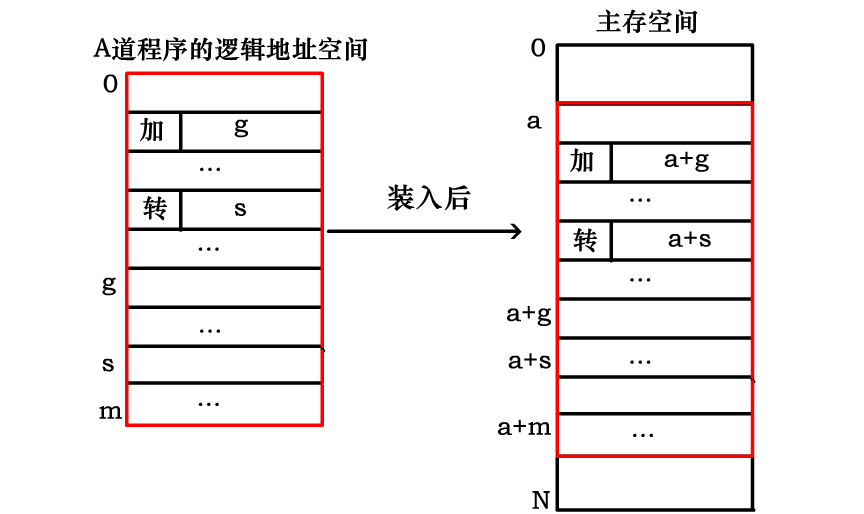 A道程序的逻辑地址空间
0
加 g
...
转 s
...
g
...
s
m ...
装入后
主存空间
0
a
加 a+g
...
转 a+s
...
a+g
a+s ...
a+m ...
N